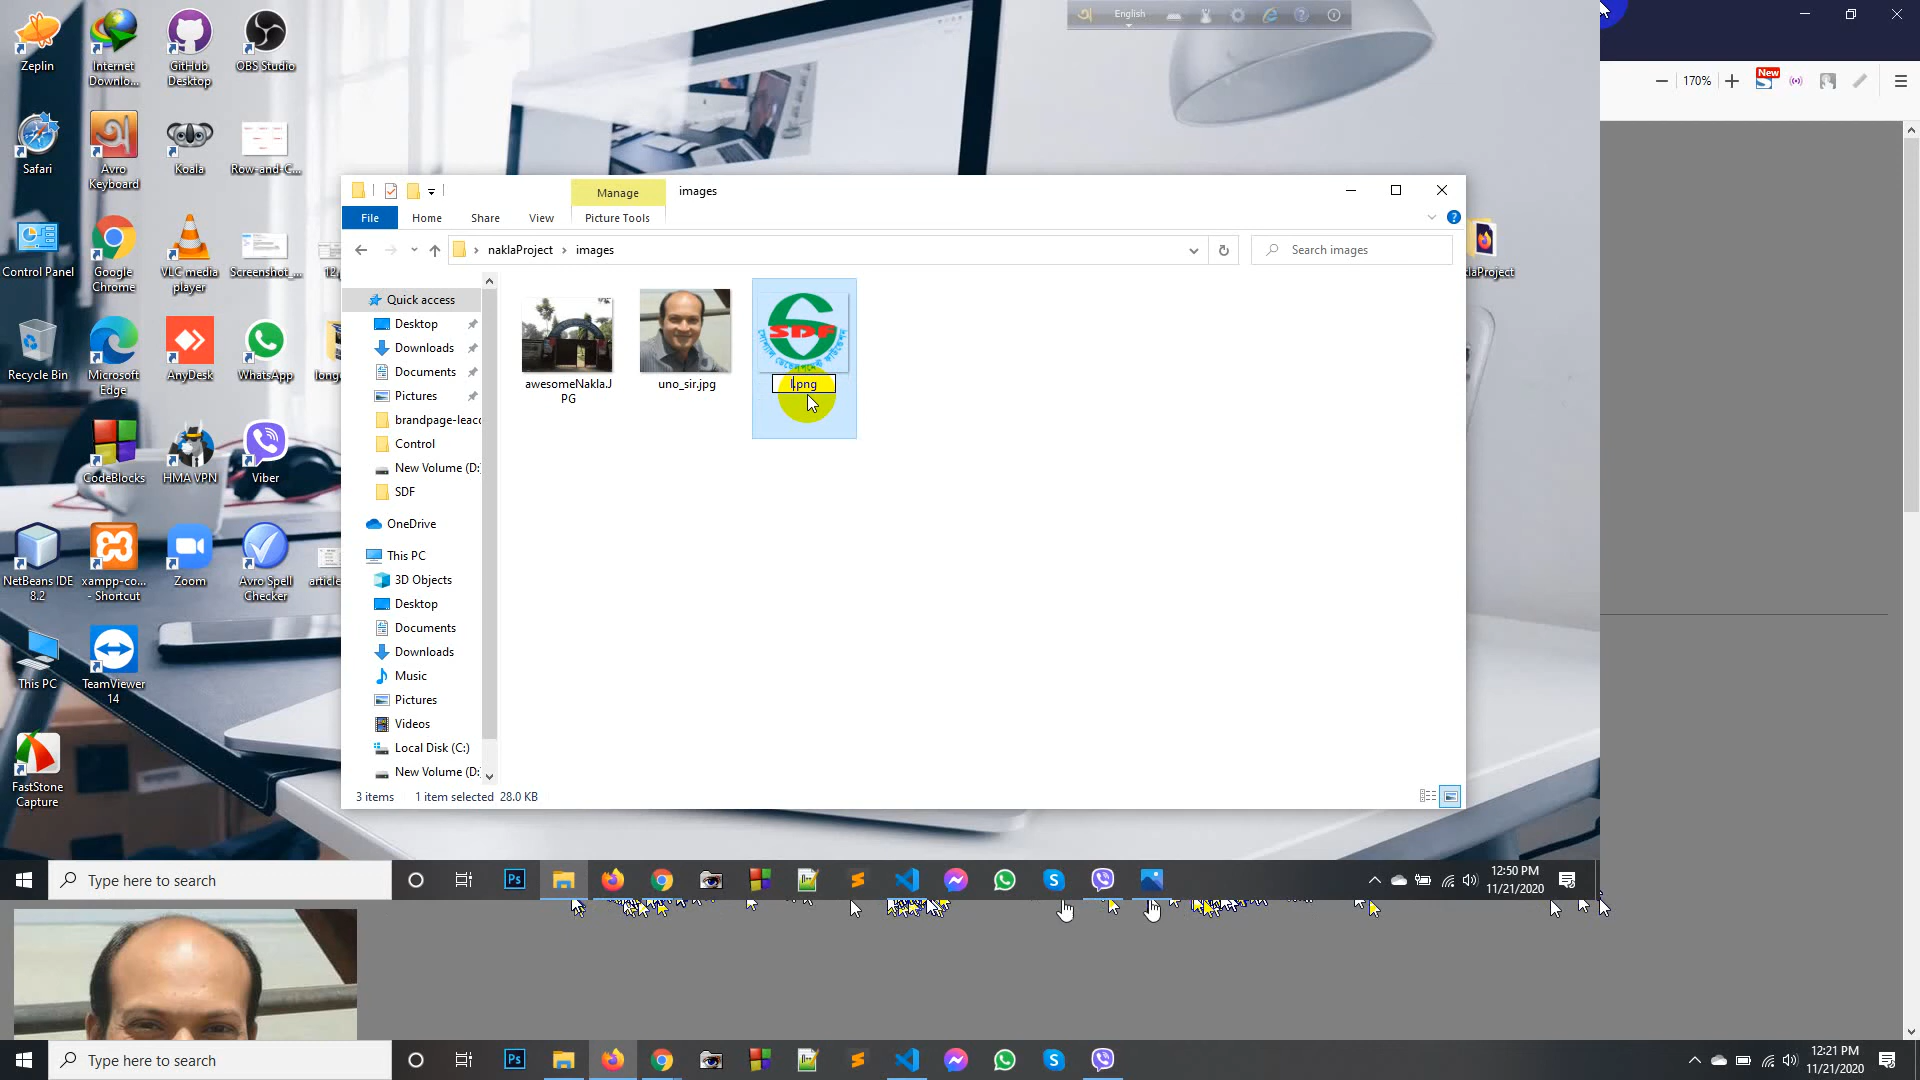 Zeplin
Internet
Downlo...
GitHub
Desktop
OBS Studio
English
170%
New
Safari
Avro
Keyboard
Koala
Row-and-C...
Manage
images
File
Home
Share
View
Picture Tools
naklaProject
images
Search images
Control Panel
Google
Chrome
VLC media
player
Screenshot_...
Quick access
Desktop
Downloads
Documents
Pictures
Control
New Volume (D:)
SDF
OneDrive
This PC
3D Objects
Desktop
Documents
Downloads
Music
Pictures
Videos
Local Disk (C:)
New Volume (D:)
SDF
awesomeNakla.J
PG
uno_sir.jpg
l.png
Recycle Bin
Microsoft
Edge
AnyDesk
WhatsApp
CodeBlocks
HMA VPN
Viber
NetBeans IDE
8.2
xampp-co...
- Shortcut
Zoom
Avro Spell
Checker
This PC
TeamViewer
14
FastStone
Capture
3 items
1 item selected 28.0 KB
Type here to search
Ps
12:50 PM
11/21/2020
Type here to search
Ps
12:21 PM
11/21/2020